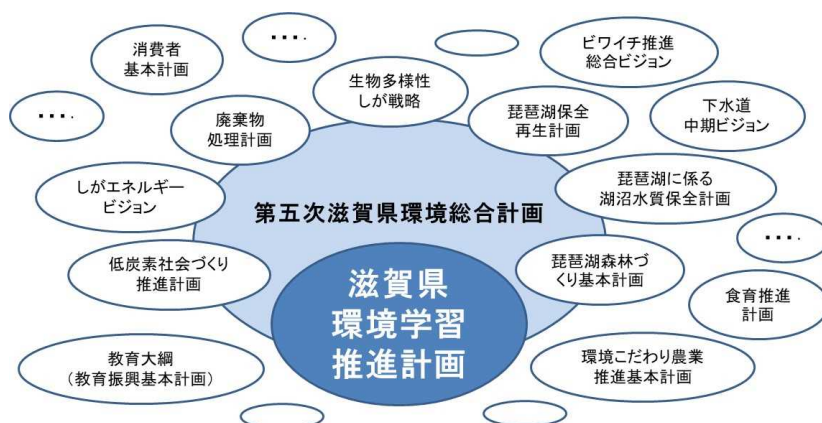 ・・・.
消費者
基本計画
ビワイチ推進
総合ビジョン
生物多様性
しが戦略
・・・.
廃棄物
処理計画
琵琶湖保全
再生計画
下水道
中期ビジョン
しがエネルギー
ビジョン
琵琶湖に係る
湖沼水質保全計画
第五次滋賀県環境総合計画
・・・.
低炭素社会づくり
推進計画
琵琶湖森林づ
くり基本計画
滋賀県
環境学習
推進計画
食育推進
計画
教育大綱
(教育振興基本計画)
環境こだわり農業
推進基本計画